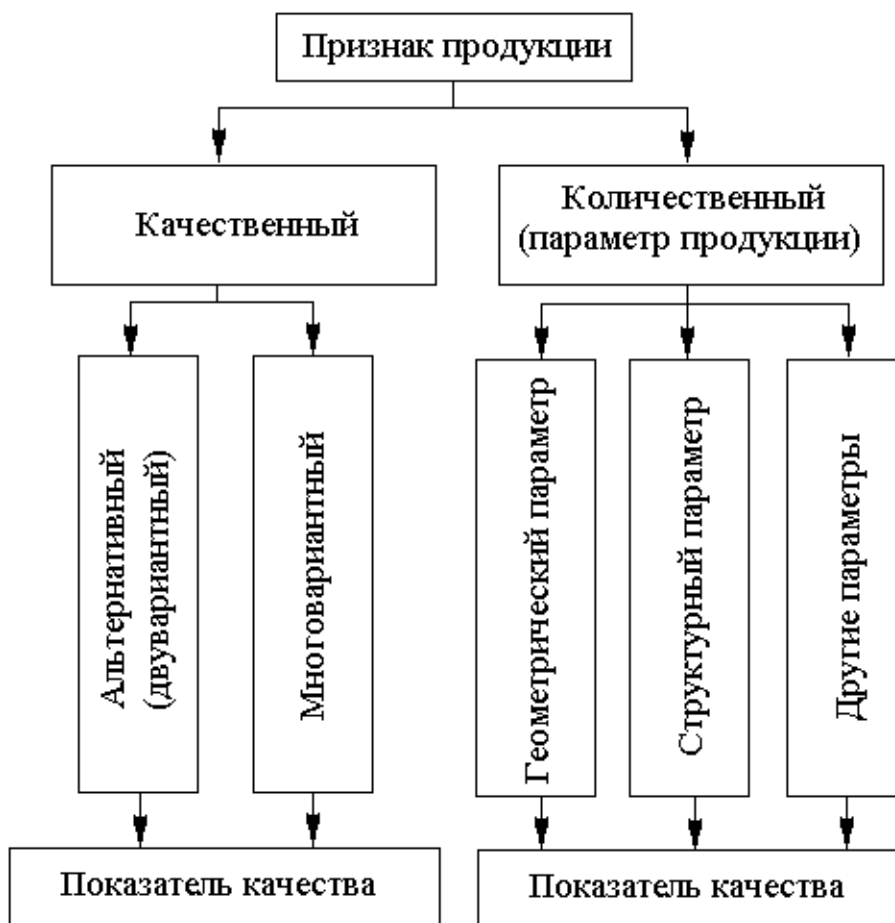 Признак продукции
Качественный
Количественный
(параметр продукции)
Альтернативный
(двувариантный)
Многовариантный
Геометрический параметр
Структурный параметр
Другие параметры
Показатель качества
Показатель качества